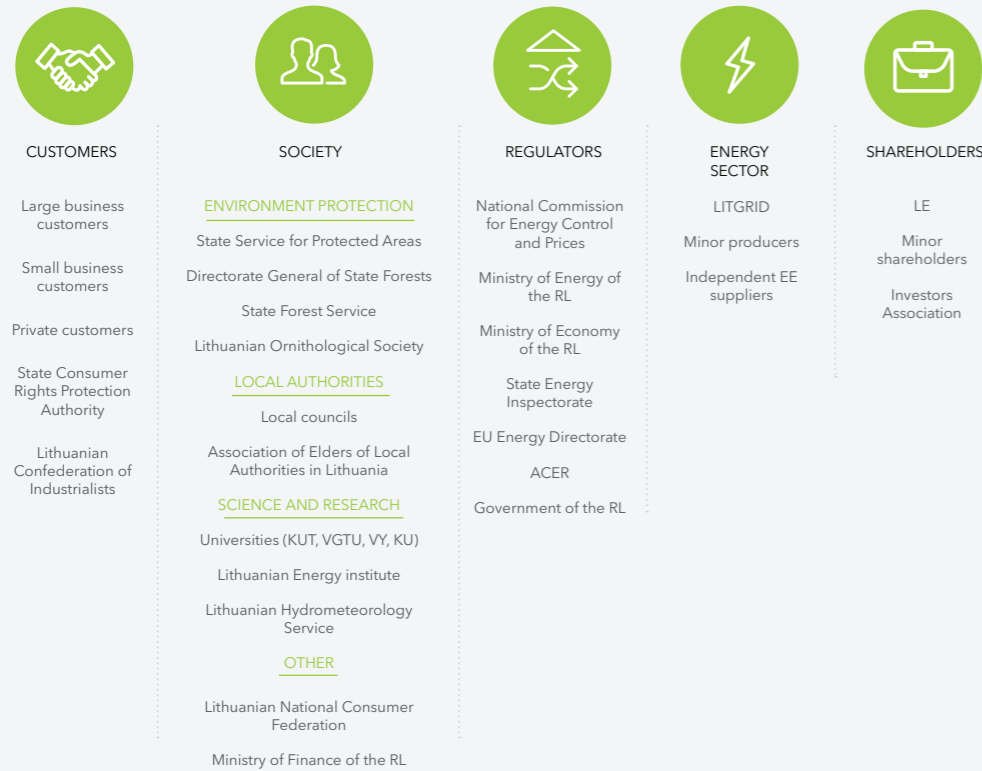 CUSTOMERS
Large business
customers
Small business
customers
Private customers
State Consumer
Rights Protection
Authority
Lithuanian
Confederation of
Industrialists
SOCIETY
ENVIRONMENT PROTECTION
State Service for Protected Areas
Directorate General of State Forests
State Forest Service
Lithuanian Ornithological Society
LOCAL AUTHORITIES
Local councils
Association of Elders of Local
Authorities in Lithuania
SCIENCE AND RESEARCH
Universities (KUT, VGTU, VY, KU)
Lithuanian Energy institute
Lithuanian Hydrometeorology
Service
OTHER
Lithuanian National Consumer
Federation
Ministry of Finance of the RL
REGULATORS
National Commission
for Energy Control
and Prices
Ministry of Energy of
the RL
Ministry of Economy
of the RL
State Energy
Inspectorate
EU Energy Directorate
ACER
Government of the RL
ENERGY
SECTOR
LITGRID
Minor producers
Independent EE
suppliers
SHAREHOLDERS
LE
Minor
shareholders
Investors
Association